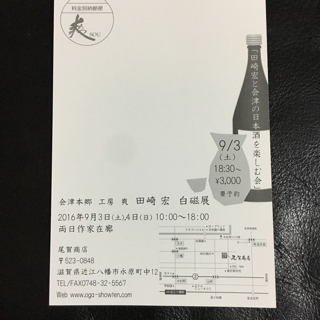 料金別納郵便
爽 SOU
「田崎宏と会津の日本酒を楽しむ会」
9/3
(土)
18:30~
¥3,000
要予約
会津本郷 工房 爽 田崎 宏 白磁展
2016年9月3日(土),4日(日) 10:00~18:00
両日作家在廊
尾賀商店
〒523-0848
滋賀県近江八幡市永原町中12
TEL/FAX0748-32-5567
Web www.oga-showten.com